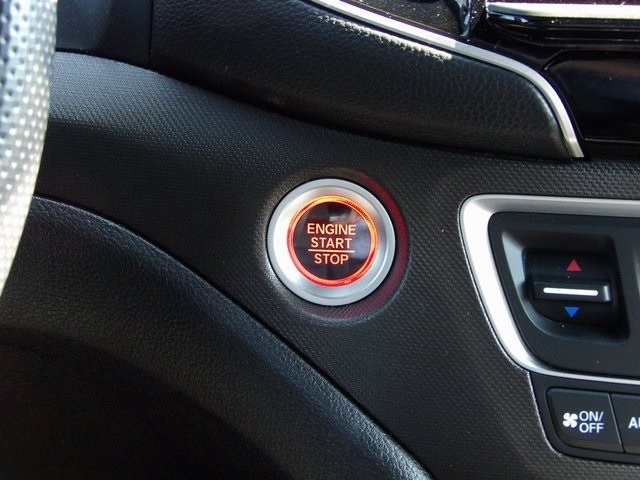 ENGINE
START
STOP
ON/
OFF